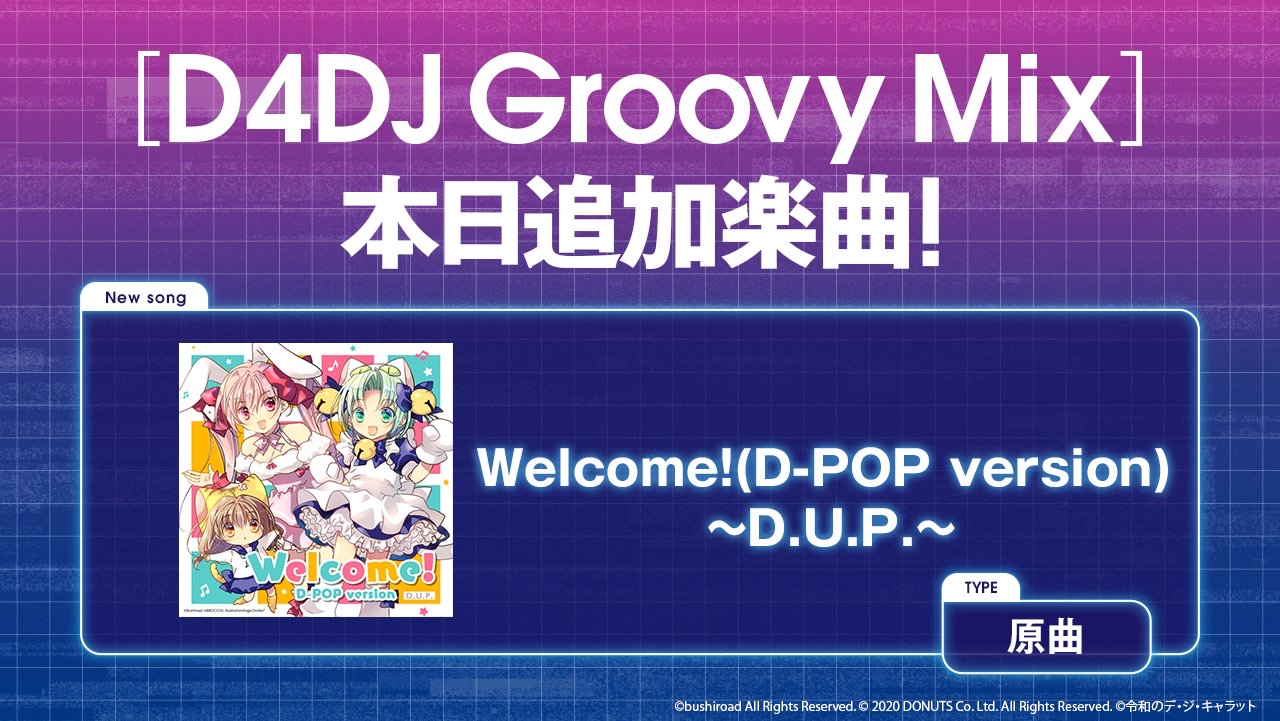 [D4DJ Groovy Mix]
本日追加楽曲!
New song
Welcome!
D-POP version D.U.P.
Welcome!(D-POP version)
~D.U.P.~
TYPE
原曲
©bushiroad All Rights Reserved. © 2020 DONUTS Co. Ltd. All Rights Reserved. ©令和のデ・ジ・キャラット